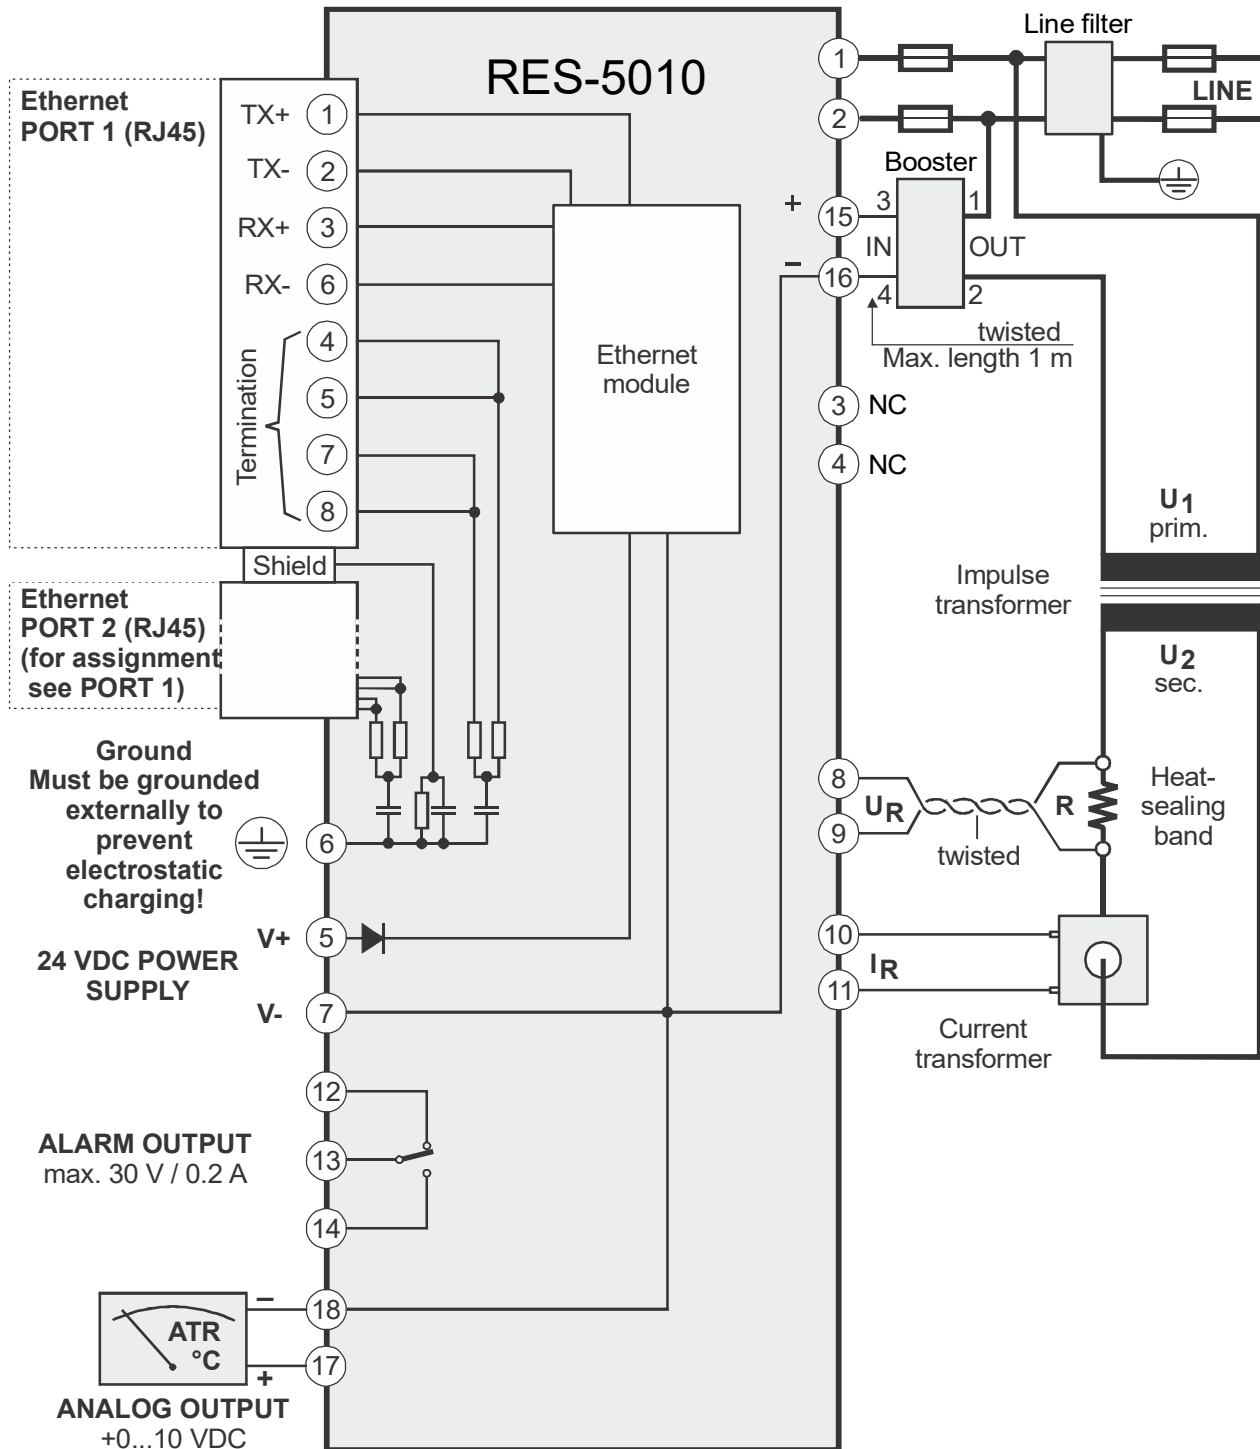 RES-5010
Ethernet
PORT 1 (RJ45)
TX+ 1
TX- 2
RX+ 3
RX- 6
Termination
4
5
7
8
Shield
Ethernet
PORT 2 (RJ45)
(for assignment
see PORT 1)
Ground
Must be grounded
externally to
prevent
electrostatic
charging!
6
24 VDC POWER
SUPPLY
V+ 5
V- 7
ALARM OUTPUT
max. 30 V / 0.2 A
12
13
14
ATR
°C
–
+
18
17
ANALOG OUTPUT
+0...10 VDC
Ethernet
module
1
2
Line filter
LINE
Booster
+ 15 3 1
IN OUT
– 16 4 2
twisted
Max. length 1 m
3 NC
4 NC
U1
prim.
Impulse
transformer
U2
sec.
8
9
UR
twisted
R
Heat-
sealing
band
10
11
IR
Current
transformer